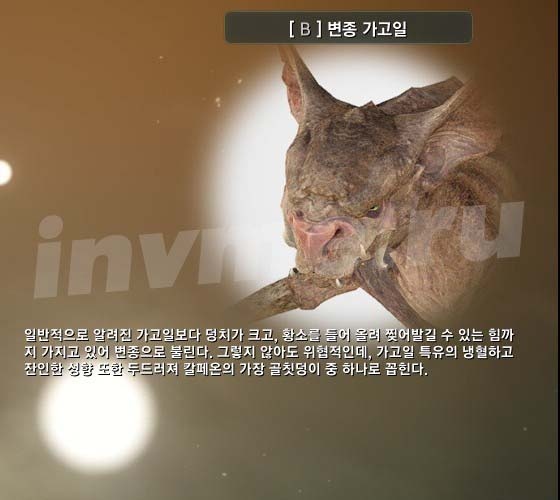 [ B ] 변종 가고일
일반적으로 알려진 가고일보다 덩치가 크고, 황소를 들어 올려 찢어발길 수 있는 힘까
지 가지고 있어 변종으로 불린다. 그렇지 않아도 위협적인데, 가고일 특유의 냉혈하고
잔인한 성향 또한 두드러져 칼페온의 가장 골칫덩이 중 하나로 꼽힌다.